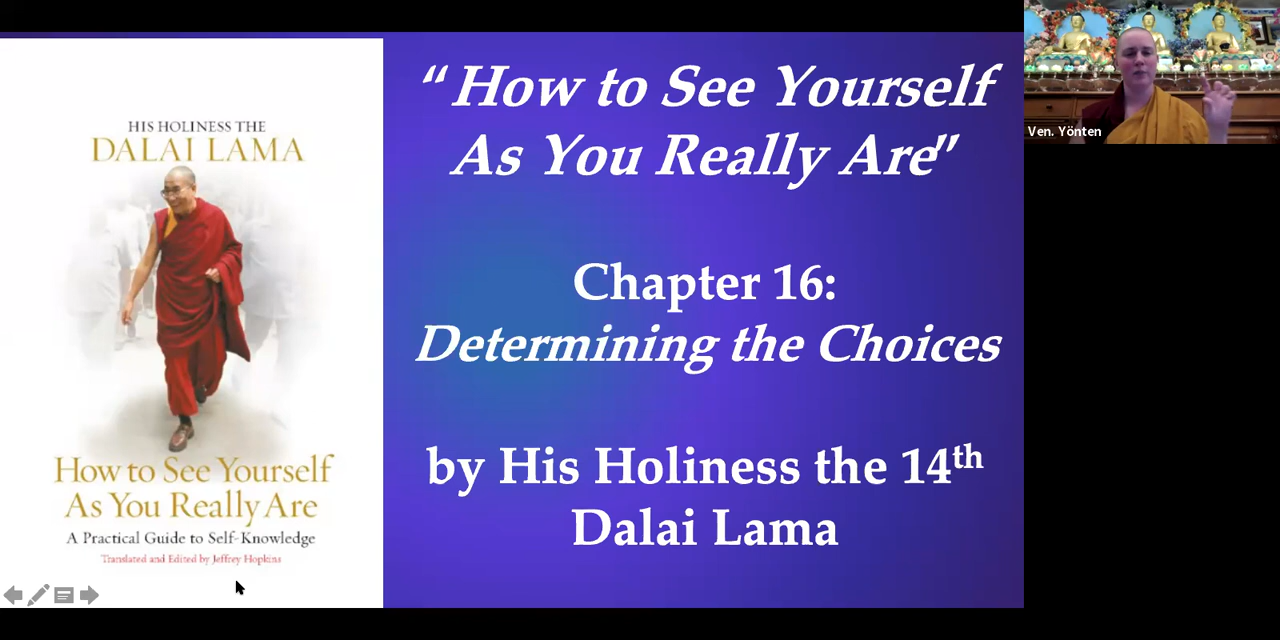 HIS HOLINESS THE
DALAI LAMA
How to See Yourself
As You Really Are
A Practical Guide to Self-Knowledge
Translated and Edited by Jeffrey Hopkins
“How to See Yourself
As You Really Are”
Chapter 16:
Determining the Choices
by His Holiness the 14th
Dalai Lama
Ven. Yönten